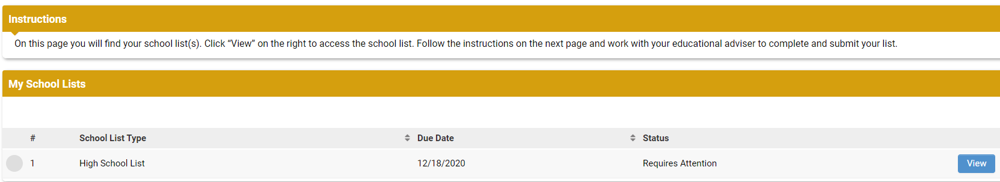 Instructions
On this page you will find your school list(s). Click “View” on the right to access the school list. Follow the instructions on the next page and work with your educational adviser to complete and submit your list.
My School Lists
# School List Type Due Date Status
1 High School List 12/18/2020 Requires Attention View